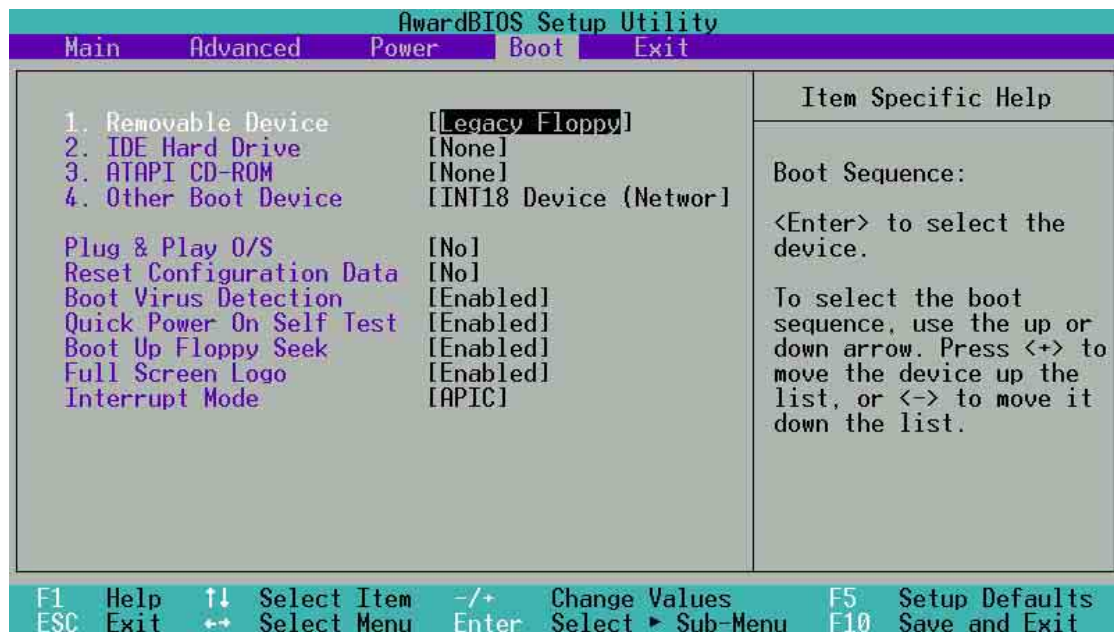 AwardBIOS Setup Utility
Main Advanced Power Boot Exit
1. Removable Device [Legacy Floppy]
2. IDE Hard Drive [None]
3. ATAPI CD-ROM [None]
4. Other Boot Device [INT18 Device (Networ]
Plug & Play O/S [No]
Reset Configuration Data [No]
Boot Virus Detection [Enabled]
Quick Power On Self Test [Enabled]
Boot Up Floppy Seek [Enabled]
Full Screen Logo [Enabled]
Interrupt Mode [APIC]
Item Specific Help
Boot Sequence:
<Enter> to select the
device.
To select the boot
sequence, use the up or
down arrow. Press <+> to
move the device up the
list, or <-> to move it
down the list.
F1 Help ↑↓ Select Item -/+ Change Values F5 Setup Defaults
ESC Exit ←→ Select Menu Enter Select ► Sub-Menu F10 Save and Exit